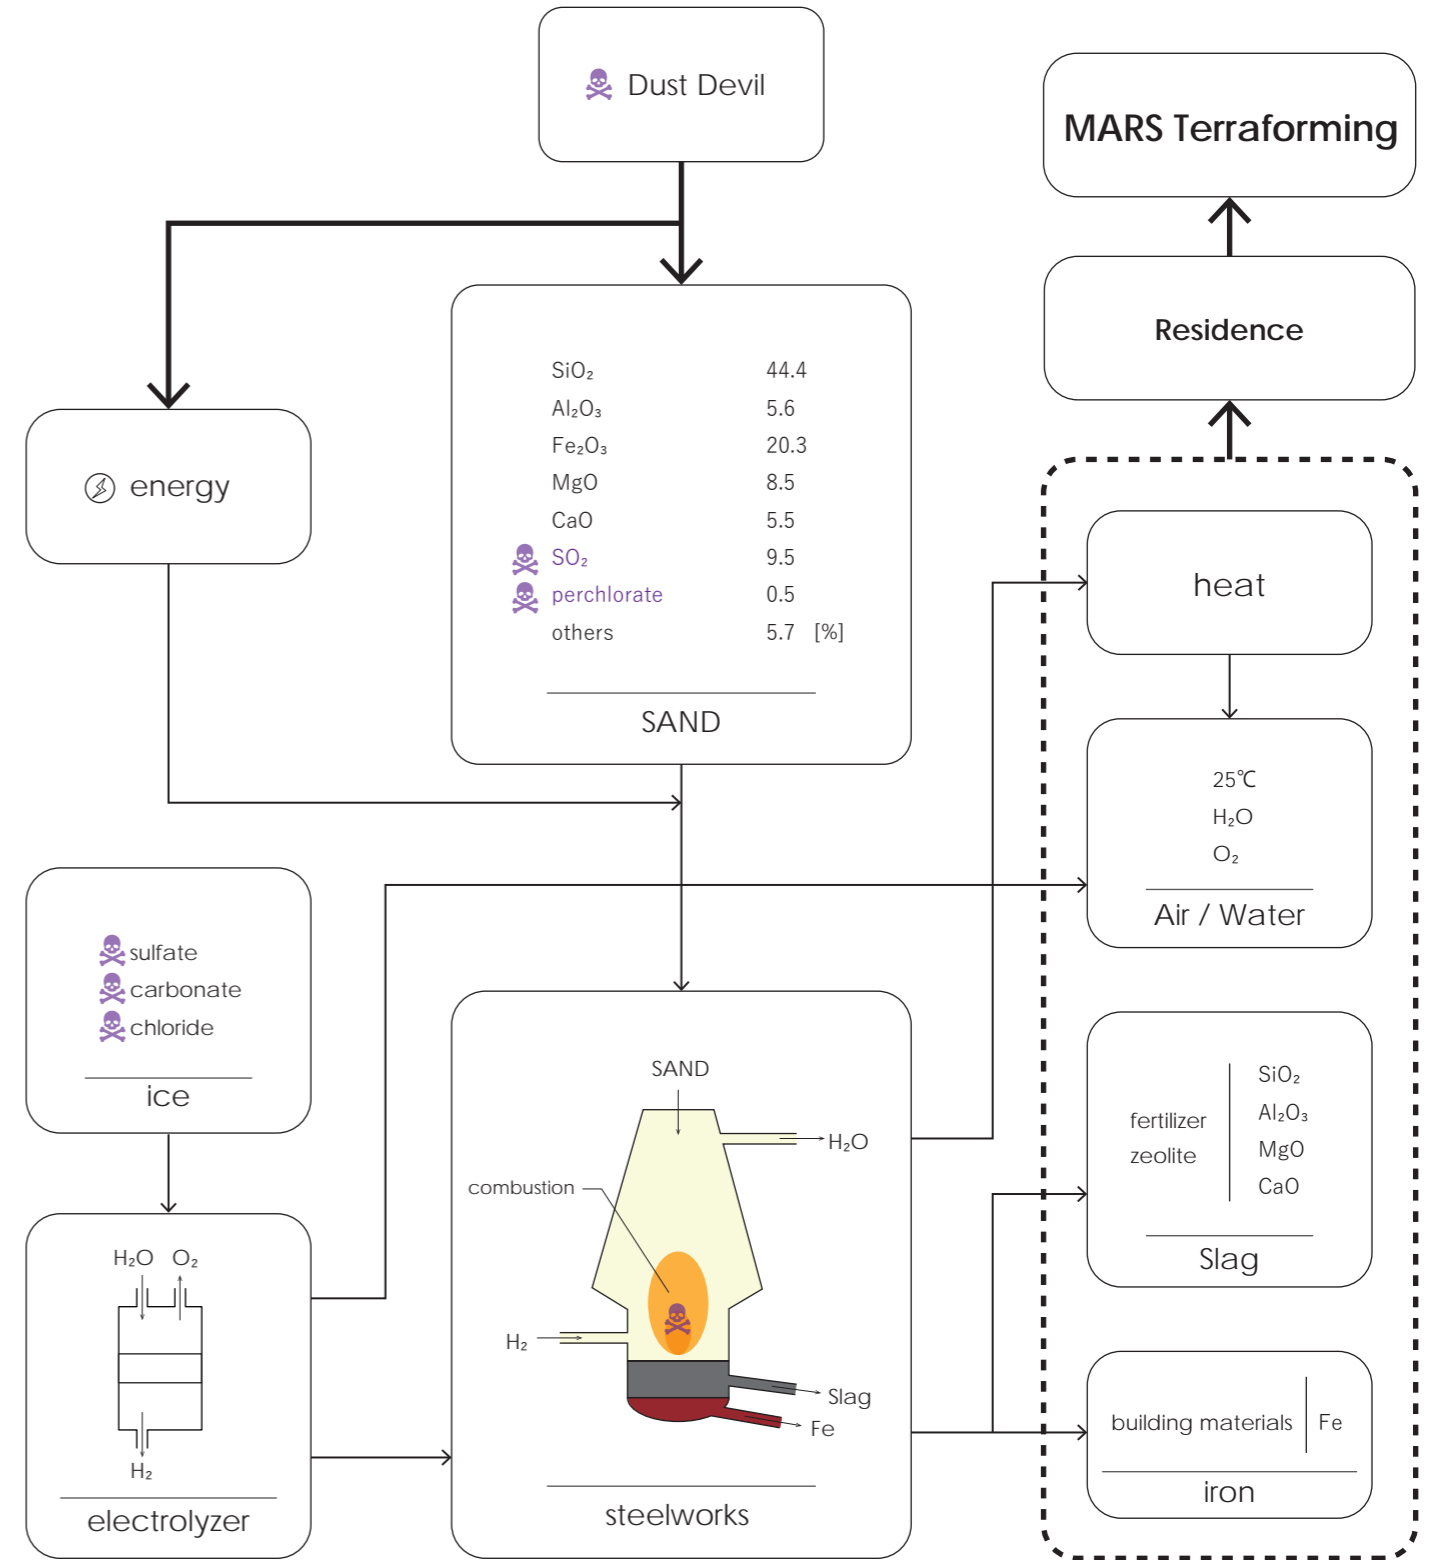 Dust Devil
MARS Terraforming
Residence
energy
SiO₂ 44.4
Al₂O₃ 5.6
Fe₂O₃ 20.3
MgO 8.5
CaO 5.5
SO₂ 9.5
perchlorate 0.5
others 5.7 [%]
SAND
heat
25℃
H₂O
O₂
Air / Water
sulfate
carbonate
chloride
ice
H₂O O₂
H₂
electrolyzer
SAND
H₂O
combustion
H₂
Slag
Fe
steelworks
fertilizer
zeolite
SiO₂
Al₂O₃
MgO
CaO
Slag
building materials Fe
iron